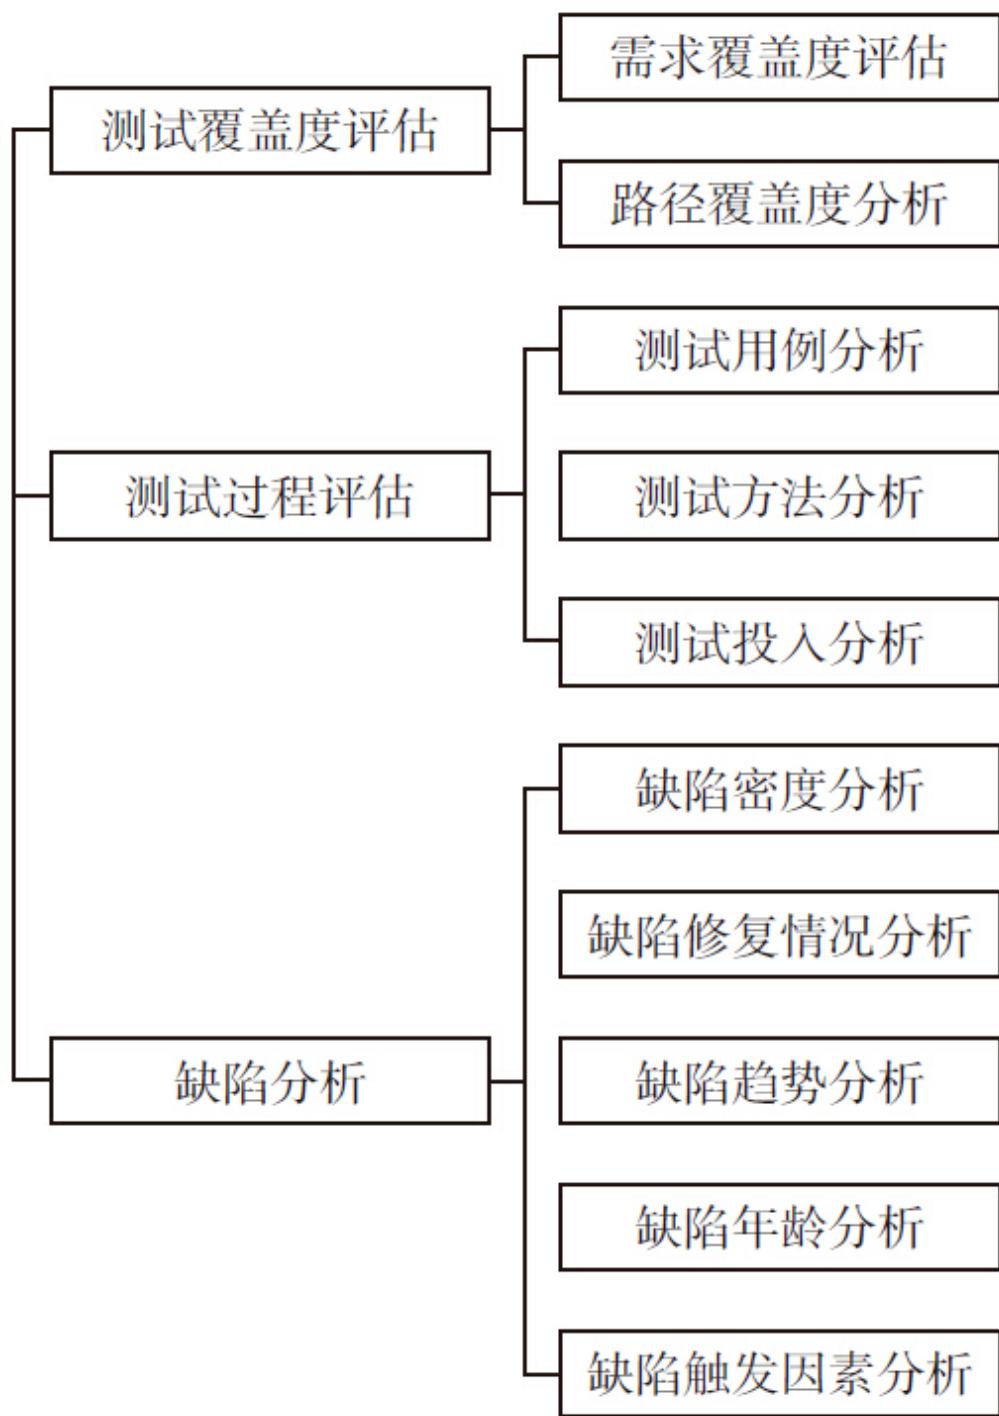 测试覆盖度评估
需求覆盖度评估
路径覆盖度分析
测试过程评估
测试用例分析
测试方法分析
测试投入分析
缺陷分析
缺陷密度分析
缺陷修复情况分析
缺陷趋势分析
缺陷年龄分析
缺陷触发因素分析